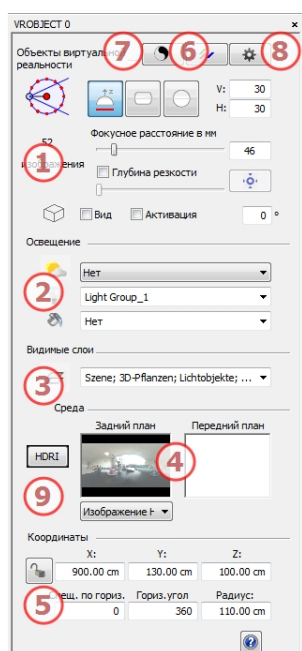 VROBJECT 0
×
Объекты виртуальной
реальности
7
6
8
V: 30
H: 30
52
изображения
1
Фокусное расстояние в мм
46
Глубина резкости
Вид
Активация
0 °
Освещение
Нет
2
Light Group_1
Нет
Видимые слои
3
Szene; 3D-Pflanzen; Lichtobjekte; ...
Среда
Задний план
Передний план
HDRI
4
9
Изображение
Координаты
X: Y: Z:
900.00 cm 130.00 cm 100.00 cm
5
по гориз. Гориз.угол Радиус:
0 360 110.00 cm
?